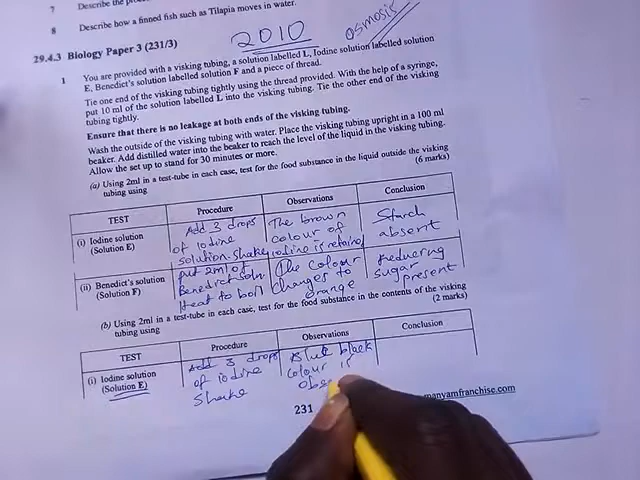 7 Describe the
8 Describe how a finned fish such as Tilapia moves in water.
2010
Osmosis
29.4.3 Biology Paper 3 (231/3)
1 You are provided with a visking tubing, a solution labelled L, Iodine solution labelled solution
E, Benedict's solution labelled solution F and a piece of thread.
Tie one end of the visking tubing tightly using the thread provided. With the help of a syringe,
put 10 ml of the solution labelled L into the visking tubing. Tie the other end of the visking
tubing tightly.
Ensure that there is no leakage at both ends of the visking tubing.
Wash the outside of the visking tubing with water. Place the visking tubing upright in a 100 ml
beaker. Add distilled water into the beaker to reach the level of the liquid in the visking tubing.
Allow the set up to stand for 30 minutes or more.
(a) Using 2ml in a test-tube in each case, test for the food substance in the liquid outside the visking
tubing using (6 marks)
TEST Procedure Observations Conclusion
(i) Iodine solution
(Solution E)
Add 3 drops
of iodine
solution. Shake
The brown
colour of
iodine is retained
Starch
absent
(ii) Benedict's solution
(Solution F)
put 2ml of
Benedict soln
Heat to boil
The colour
changes to
orange
Reducing
sugar
present
(b) Using 2ml in a test-tube in each case, test for the food substance in the contents of the visking
tubing using (2 marks)
TEST Procedure Observations Conclusion
(i) Iodine solution
(Solution E)
Add 3 drops
of iodine
Shake
Blue black
colour is
obse
231
manyamfranchise.com